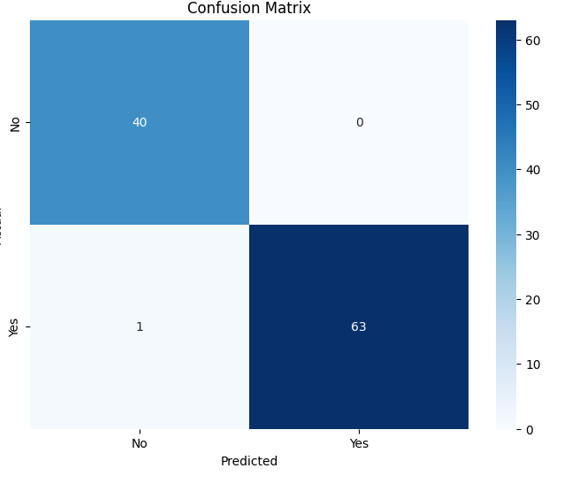 Confusion Matrix
No
40
0
Yes
1
63
No
Yes
Predicted
60
50
40
30
20
10
0